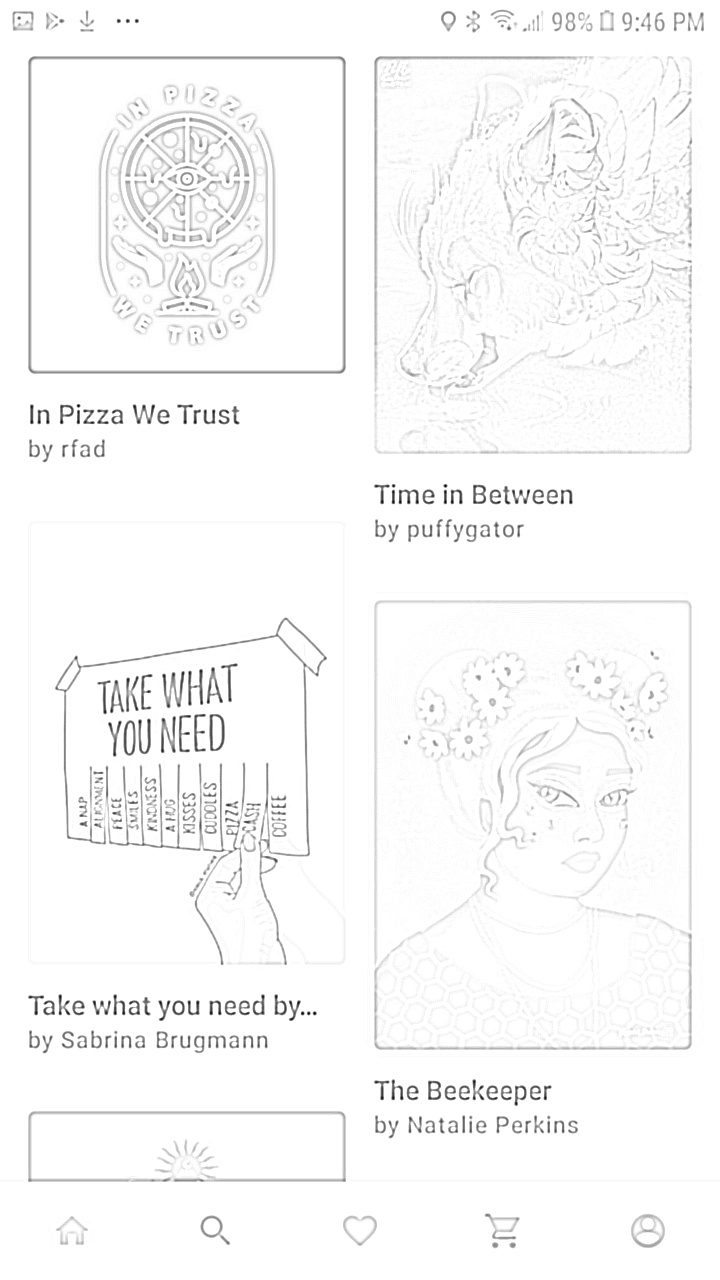 98% 9:46 PM
IN PIZZA
WE TRUST
In Pizza We Trust
by rfad
Time in Between
by puffygator
TAKE WHAT
YOU NEED
A NAP
ALIGNMENT
PEACE
SMILES
KINDNESS
A HUG
KISSES
CUDDLES
PIZZA
CASH
COFFEE
Take what you need by...
by Sabrina Brugmann
The Beekeeper
by Natalie Perkins